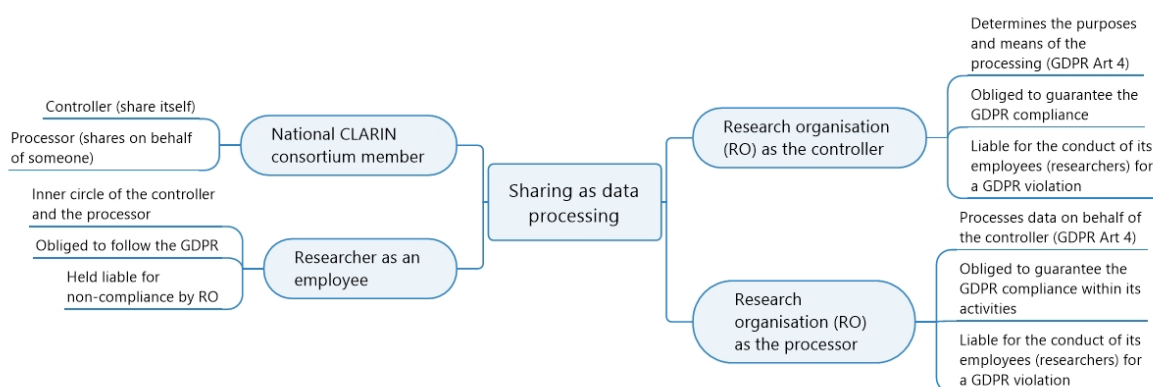 Sharing as data
processing
National CLARIN
consortium member
Controller (share itself)
Processor (shares on behalf
of someone)
Researcher as an
employee
Inner circle of the controller
and the processor
Obliged to follow the GDPR
Held liable for
non-compliance by RO
Research organisation
(RO) as the controller
Determines the purposes
and means of the
processing (GDPR Art 4)
Obliged to guarantee the
GDPR compliance
Liable for the conduct of its
employees (researchers) for
a GDPR violation
Research
organisation (RO)
as the processor
Processes data on behalf of
the controller (GDPR Art 4)
Obliged to guarantee the
GDPR compliance within its
activities
Liable for the conduct of its
employees (researchers) for
a GDPR violation